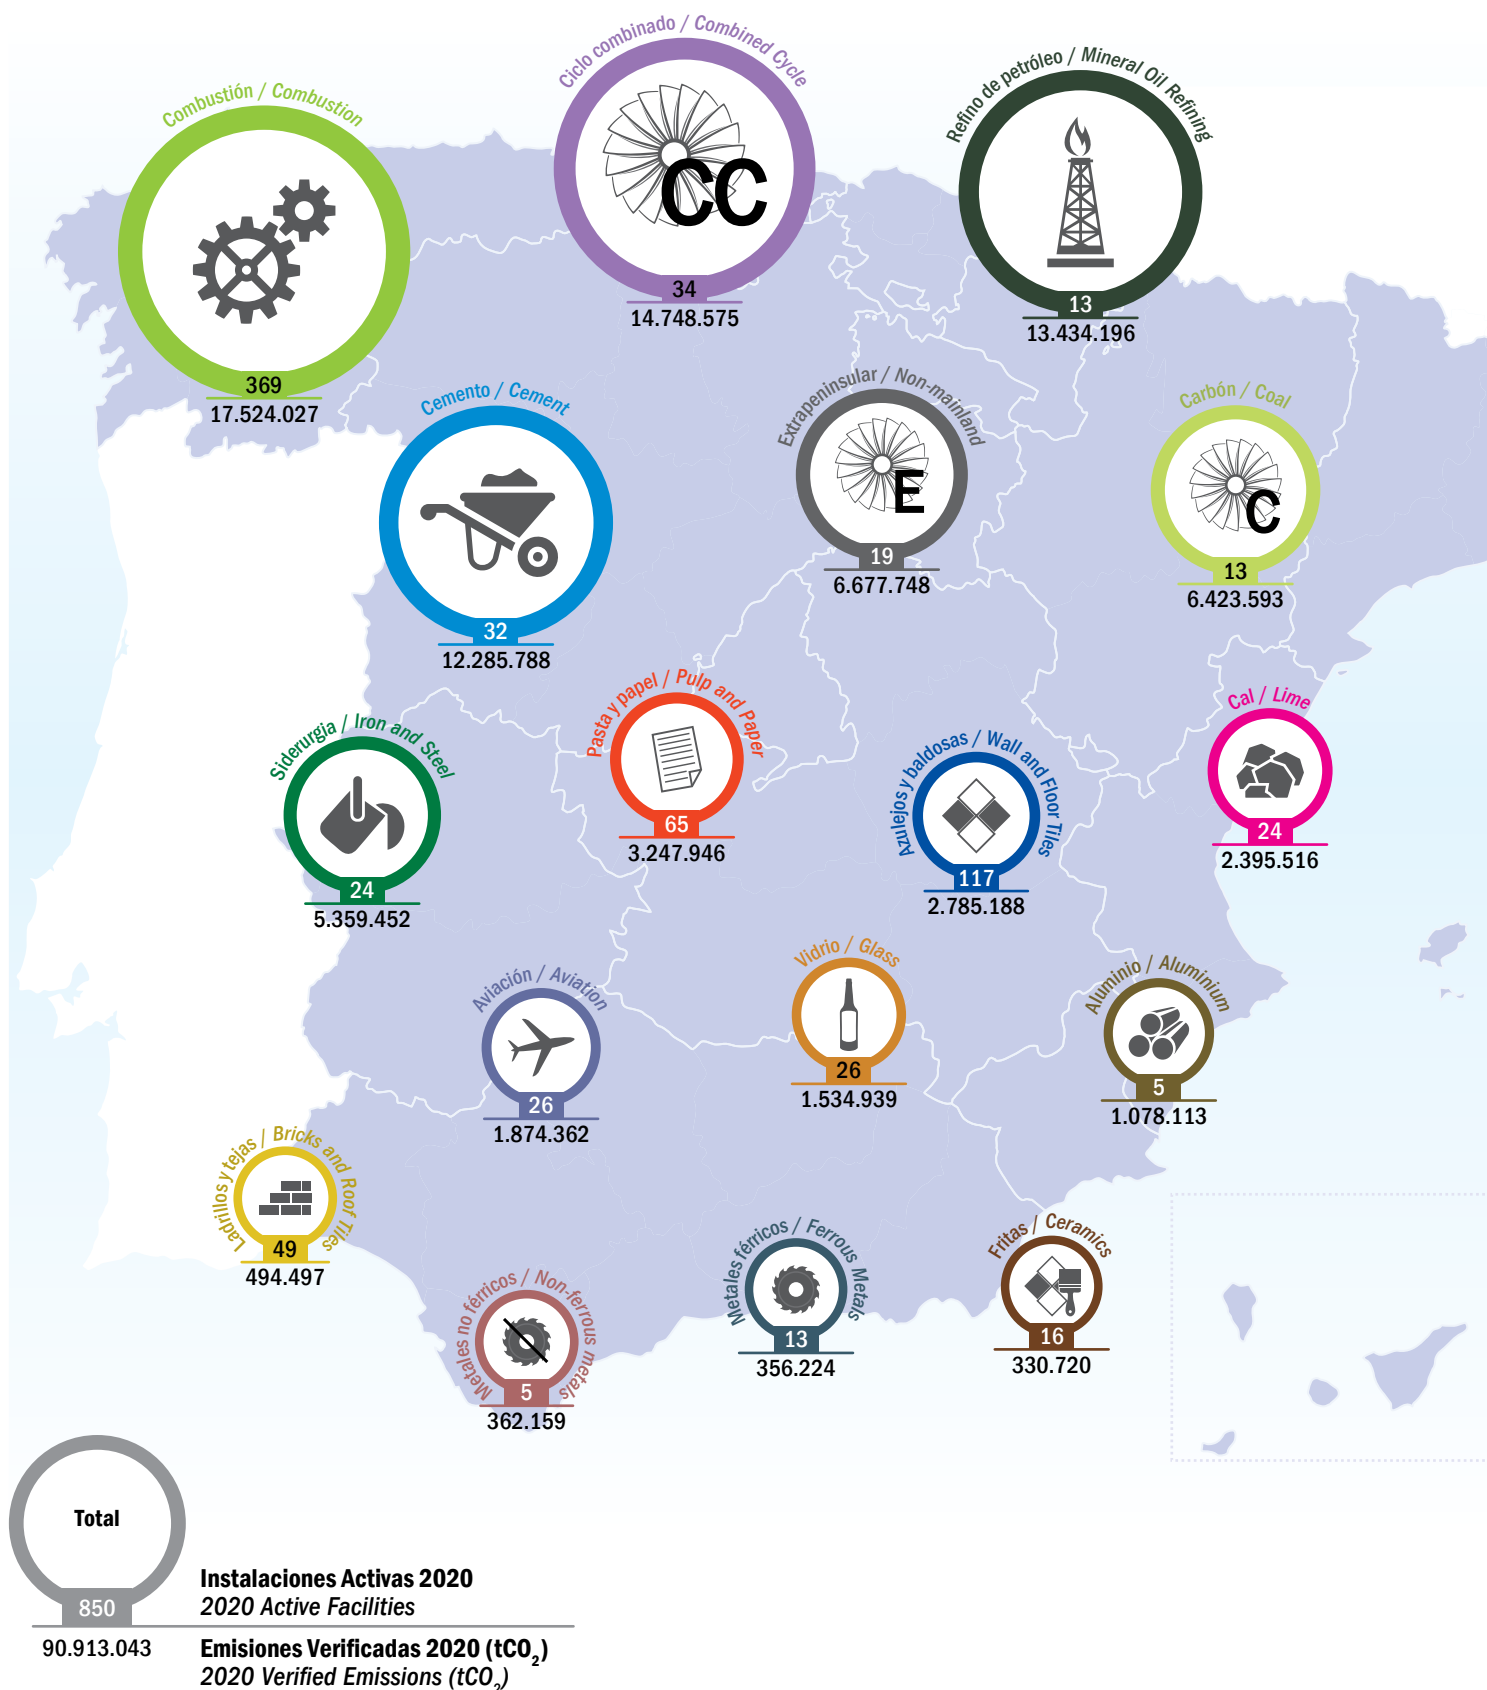 Combustión / Combustion
369
17.524.027
Ciclo combinado / Combined Cycle
CC
34
14.748.575
Refino de petróleo / Mineral Oil Refining
13
13.434.196
Cemento / Cement
32
12.285.788
Extrapeninsular / Non-mainland
E
19
6.677.748
Carbón / Coal
C
13
6.423.593
Siderurgia / Iron and Steel
24
5.359.452
Pasta y papel / Pulp and Paper
65
3.247.946
Azulejos y baldosas / Wall and Floor Tiles
117
2.785.188
Cal / Lime
24
2.395.516
Aviación / Aviation
26
1.874.362
Vidrio / Glass
26
1.534.939
Aluminio / Aluminium
5
1.078.113
Ladrillos y tejas / Bricks and Roof Tiles
49
494.497
Metales no férricos / Non-ferrous metals
5
362.159
Metales férricos / Ferrous Metals
13
356.224
Fritas / Ceramics
16
330.720
Total
850
90.913.043
Instalaciones Activas 2020
2020 Active Facilities
Emisiones Verificadas 2020 (tCO₂)
2020 Verified Emissions (tCO₂)